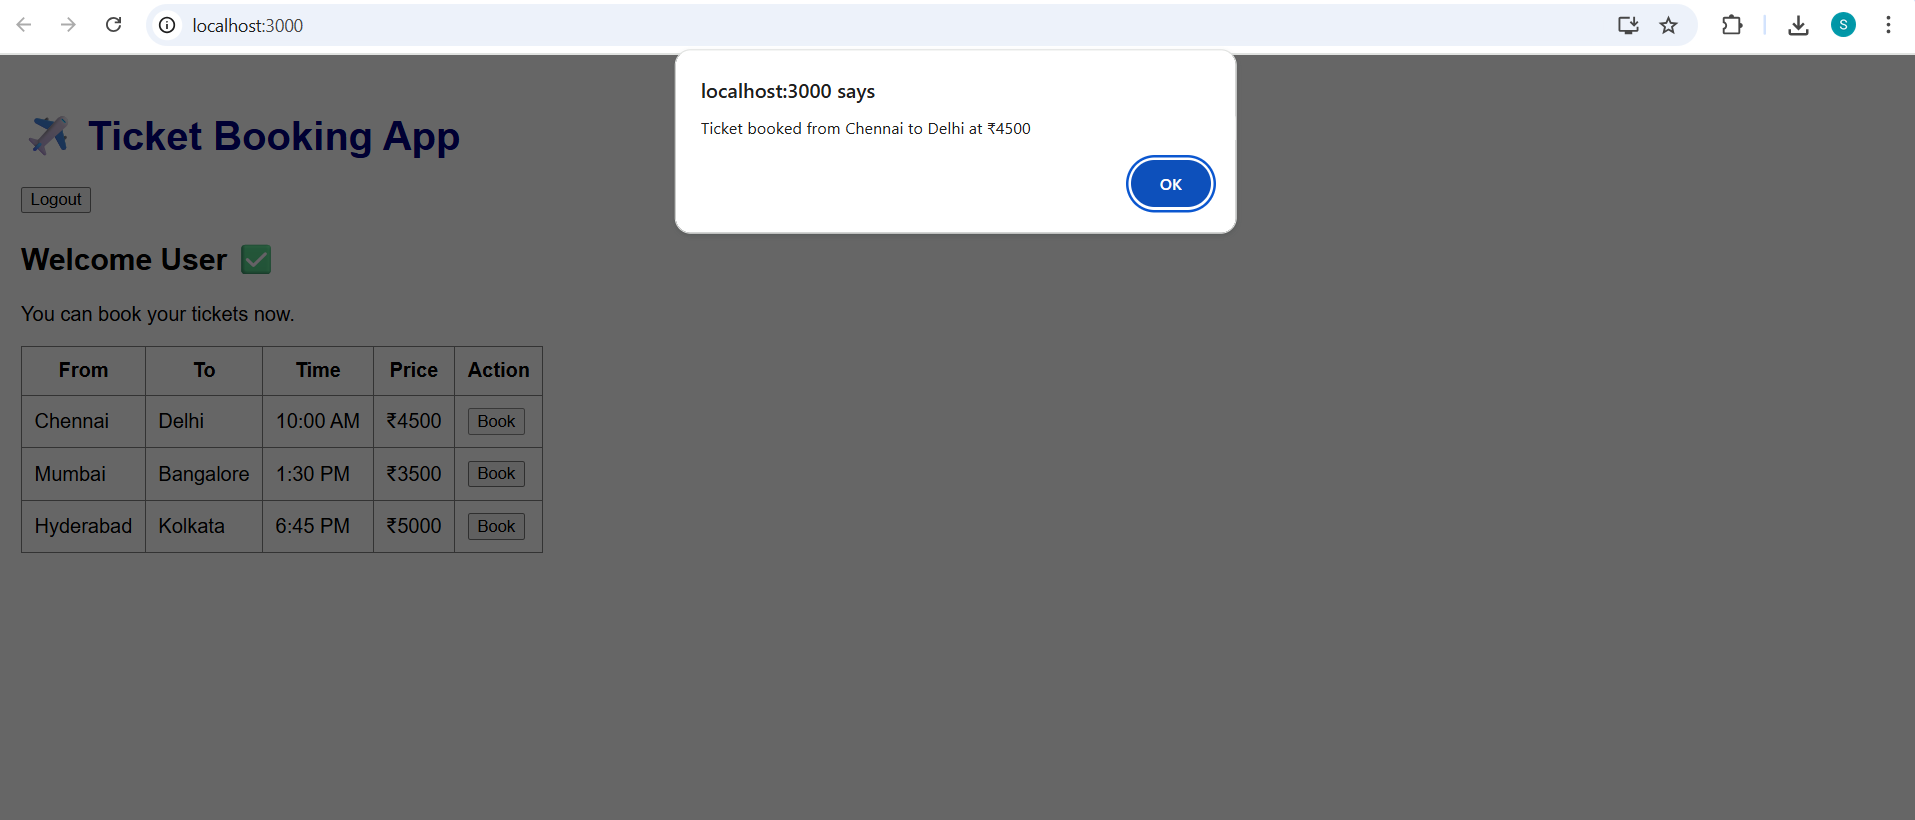 localhost:3000
S
localhost:3000 says
Ticket booked from Chennai to Delhi at ₹4500
OK
Ticket Booking App
Logout
Welcome User ✅
You can book your tickets now.
From To Time Price Action
Chennai Delhi 10:00 AM ₹4500 Book
Mumbai Bangalore 1:30 PM ₹3500 Book
Hyderabad Kolkata 6:45 PM ₹5000 Book